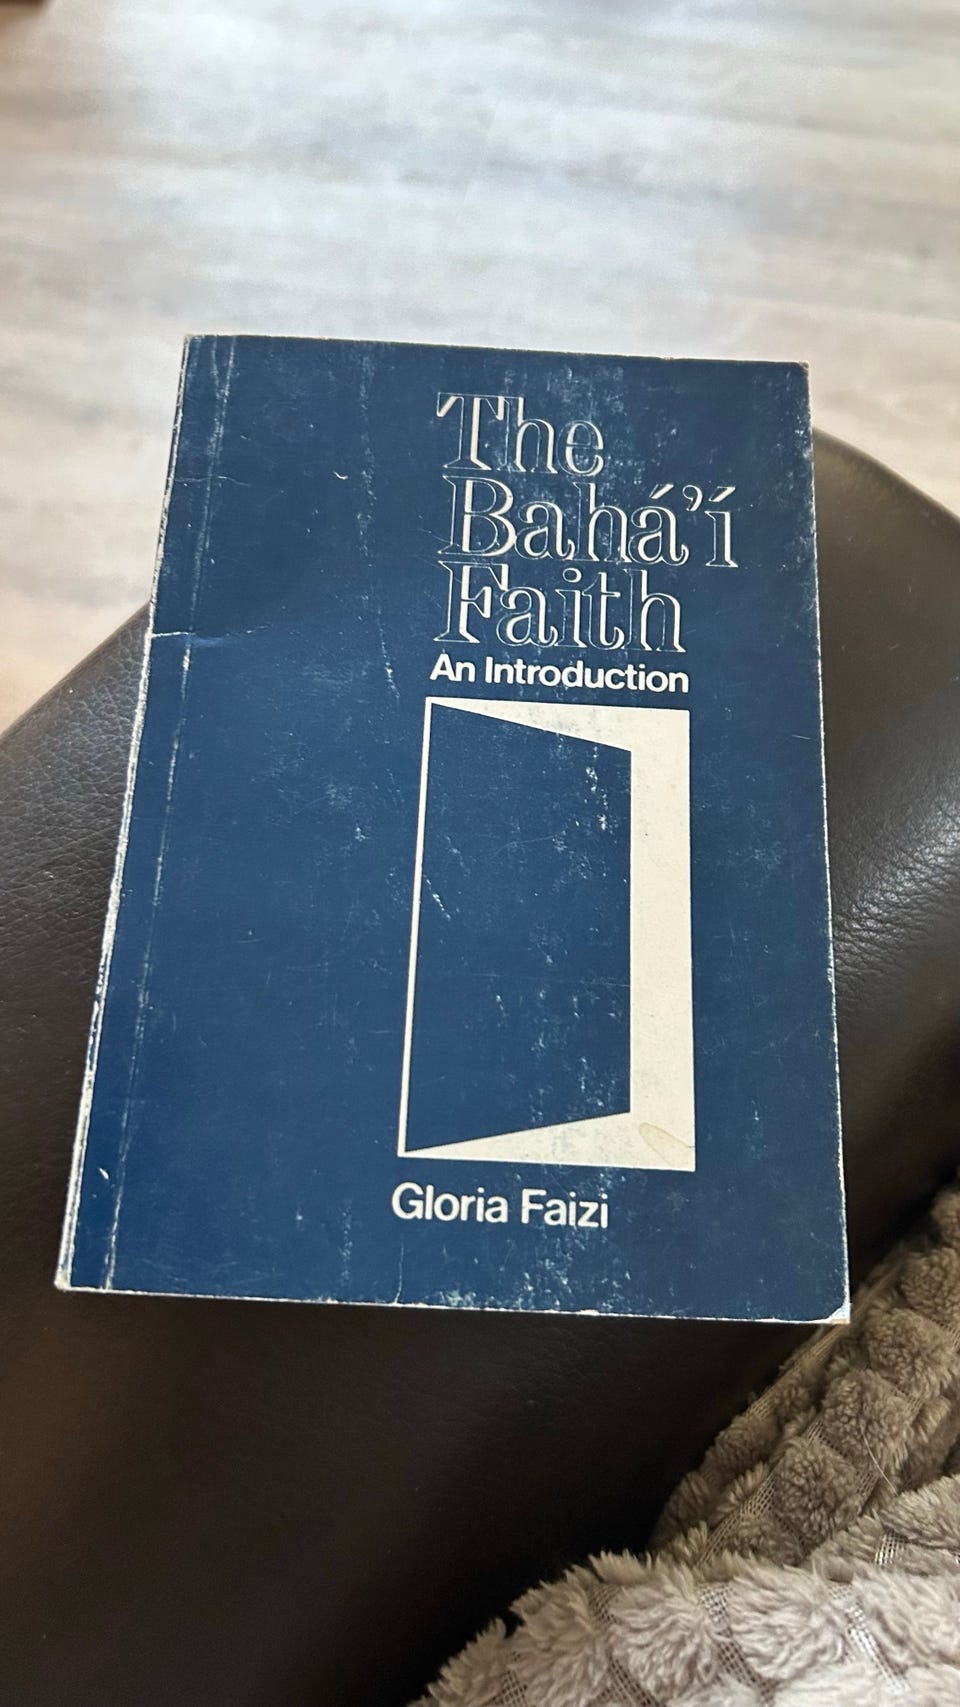 The
Bahá'í
Faith
An Introduction
Gloria Faizi